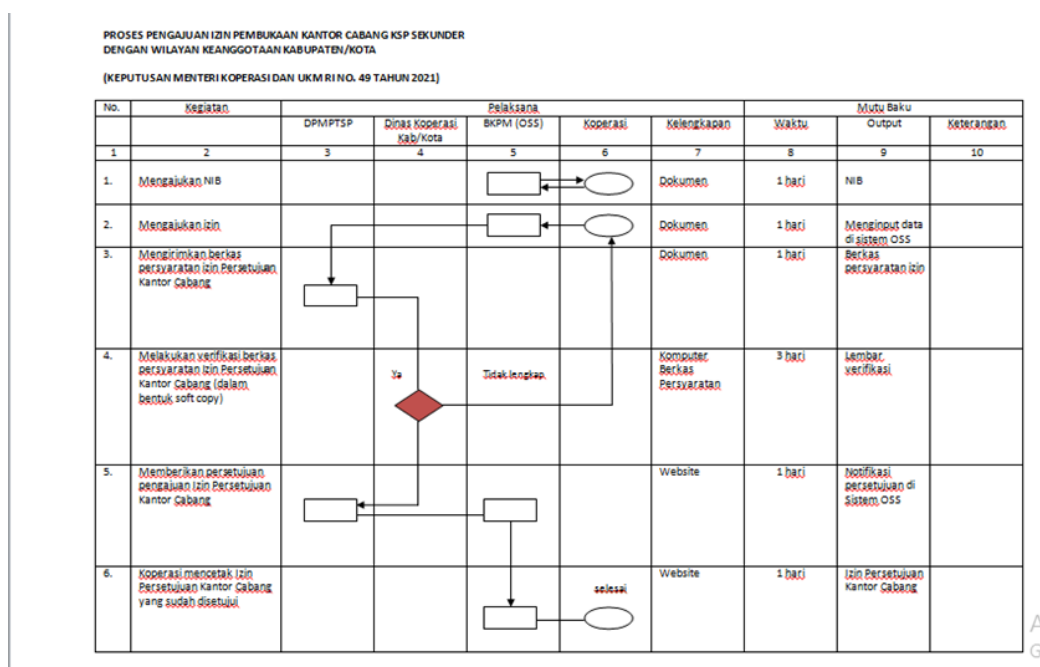 PROSES PENGAJUAN IZIN PEMBUKAAN KANTOR CABANG KSP SEKUNDER
DENGAN WILAYAN KEANGGOTAAN KABUPATEN/KOTA
(KEPUTUSAN MENTERI KOPERASI DAN UKM RI NO. 49 TAHUN 2021)
No. Kegiatan Pelaksana Mutu Baku
DPMPTSP Dinas Koperasi BKPM (OSS) Koperasi Kelengkapan Waktu Output Keterangan
Kab/Kota
1 2 3 4 5 6 7 8 9 10
1. Mengajukan NIB Dokumen 1 hari NIB
2. Mengajukan izin Dokumen 1 hari Menginput data
di sistem OSS
3. Mengirimkan berkas Dokumen 1 hari Berkas
persyaratan izin Persetujuan persyaratan izin
Kantor Cabang
4. Melakukan verifikasi berkas Komputer 3 hari Lembar
persyaratan Izin Persetujuan Ya Tidak lengkap Berkas verifikasi
Kantor Cabang (dalam Persyaratan
bentuk soft copy)
5. Memberikan persetujuan Website 1 hari Notifikasi
pengajuan Izin Persetujuan persetujuan di
Kantor Cabang Sistem OSS
6. Koperasi mencetak Izin Website 1 hari Izin Persetujuan
Persetujuan Kantor Cabang selesai Kantor Cabang
yang sudah disetujui